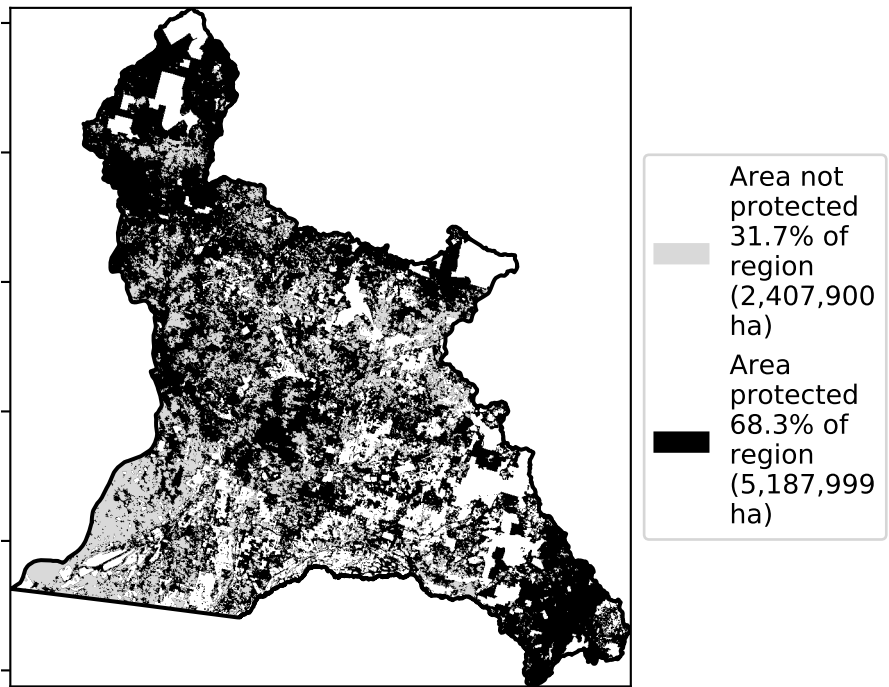 Area not
protected
31.7% of
region
(2,407,900
ha)
Area
protected
68.3% of
region
(5,187,999
ha)